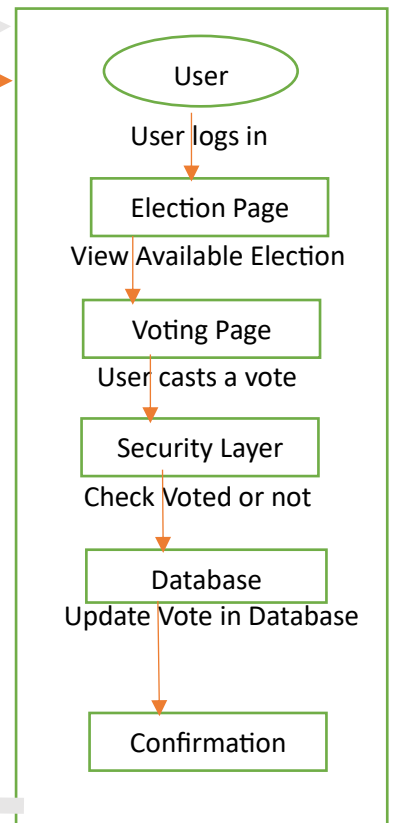 User
User logs in
Election Page
View Available Election
Voting Page
User casts a vote
Security Layer
Check Voted or not
Database
Update Vote in Database
Confirmation